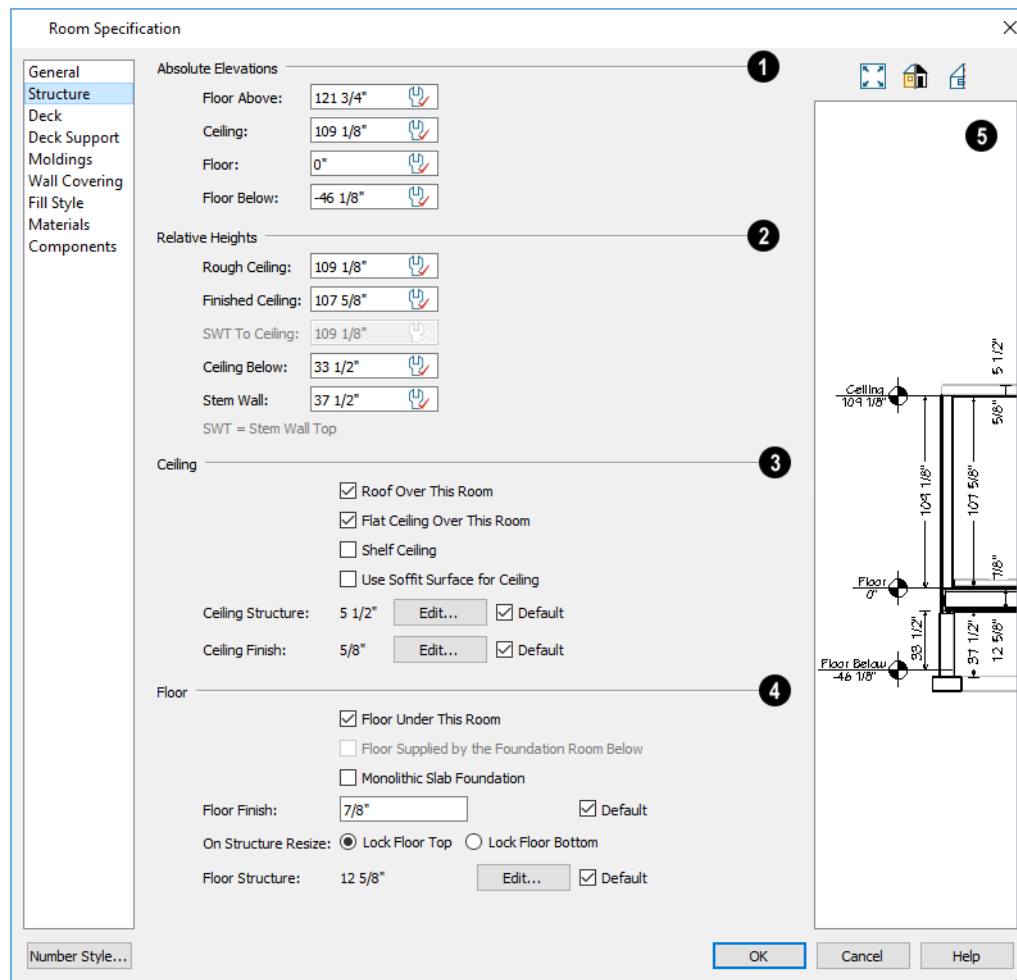 Room Specification
General
Structure
Deck
Deck Support
Moldings
Wall Covering
Fill Style
Materials
Components
Absolute Elevations
1
Floor Above: 121 3/4"
Ceiling: 109 1/8"
Floor: 0"
Floor Below: -46 1/8"
Relative Heights
2
Rough Ceiling: 109 1/8"
Finished Ceiling: 107 5/8"
SWT To Ceiling: 109 1/8"
Ceiling Below: 33 1/2"
Stem Wall: 37 1/2"
SWT = Stem Wall Top
Ceiling
3
Roof Over This Room
Flat Ceiling Over This Room
Shelf Ceiling
Use Soffit Surface for Ceiling
Ceiling Structure: 5 1/2" Edit... Default
Ceiling Finish: 5/8" Edit... Default
Floor
4
Floor Under This Room
Floor Supplied by the Foundation Room Below
Monolithic Slab Foundation
Floor Finish: 7/8" Default
On Structure Resize: Lock Floor Top Lock Floor Bottom
Floor Structure: 12 5/8" Edit... Default
5
5 1/2"
Ceiling
109 1/8"
5/8"
109 1/8"
107 5/8"
7/8"
Floor
0"
33 1/2"
37 1/2"
12 5/8"
Floor Below
-46 1/8"
Number Style...
OK
Cancel
Help